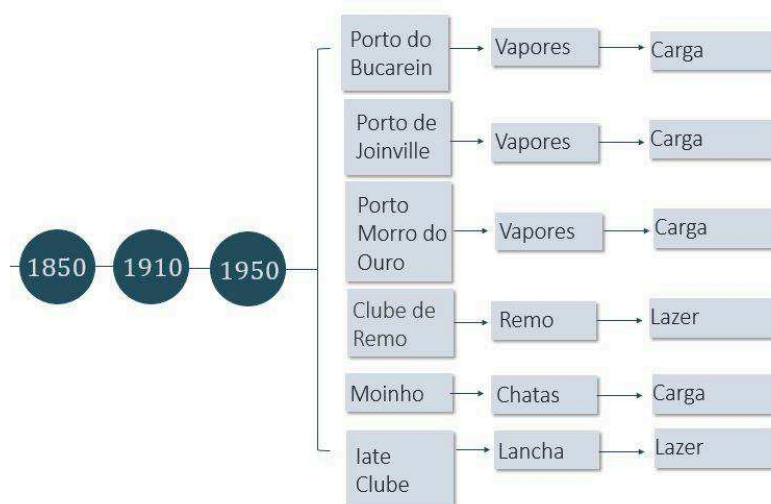 1850
1910
1950
Porto do
Bucarein
Vapores
Carga
Porto de
Joinville
Vapores
Carga
Porto
Morro do
Ouro
Vapores
Carga
Clube de
Remo
Remo
Lazer
Moinho
Chatas
Carga
Iate
Clube
Lancha
Lazer